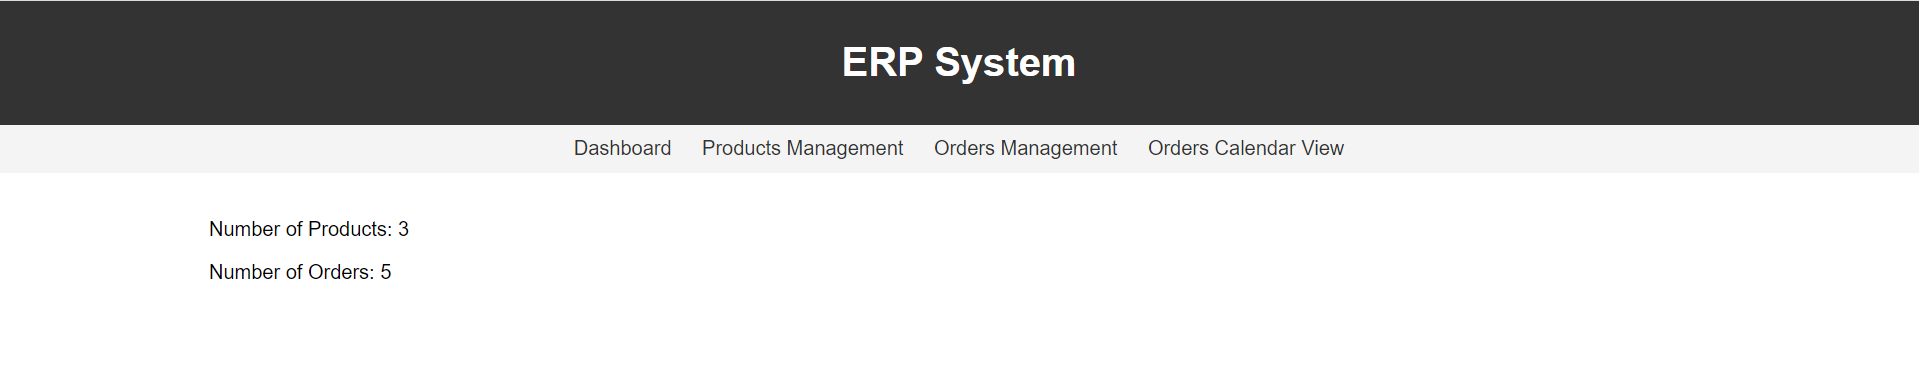 ERP System
Dashboard Products Management Orders Management Orders Calendar View
Number of Products: 3
Number of Orders: 5